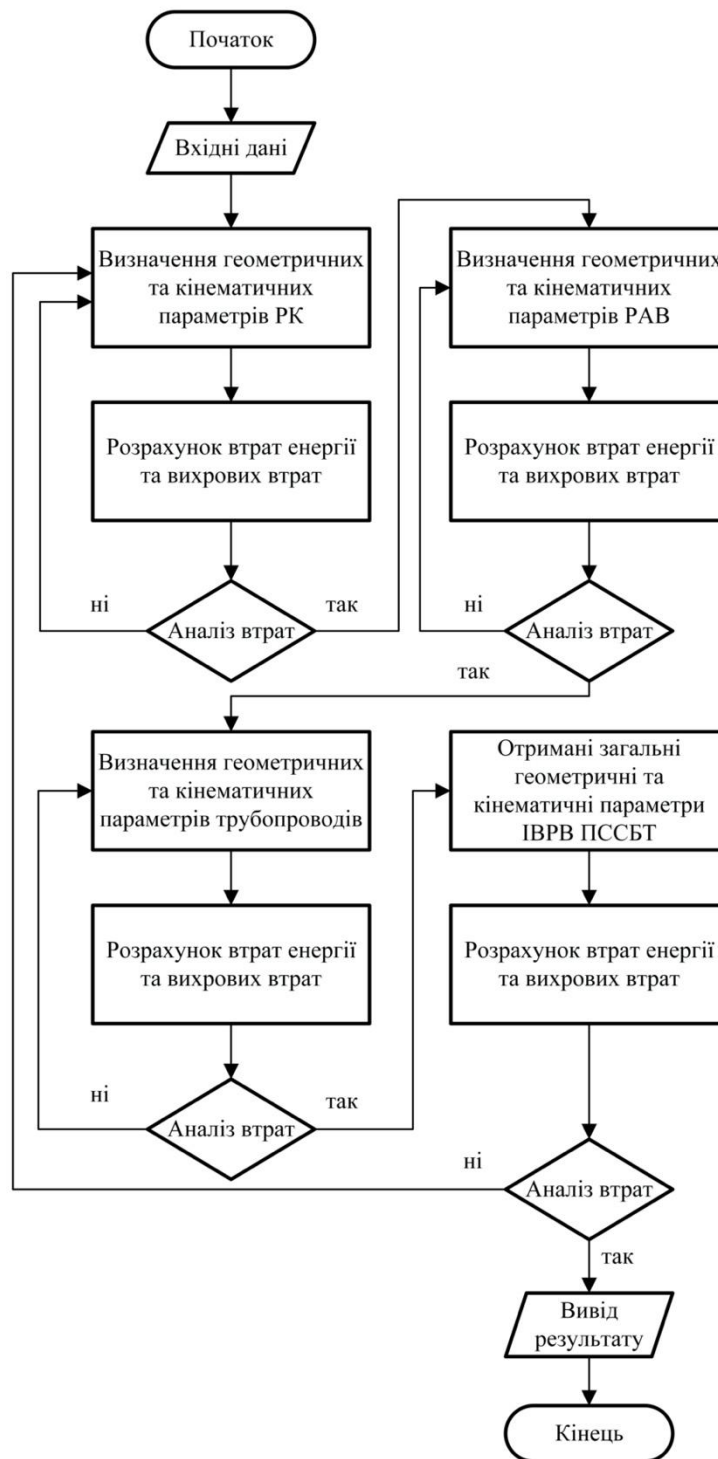 Початок
Вхідні дані
Визначення геометричних
та кінематичних
параметрів РК
Розрахунок втрат енергії
та вихрових втрат
ні
Аналіз втрат
так
Визначення геометричних
та кінематичних
параметрів РАВ
Розрахунок втрат енергії
та вихрових втрат
ні
Аналіз втрат
так
Визначення геометричних
та кінематичних
параметрів трубопроводів
Розрахунок втрат енергії
та вихрових втрат
ні
Аналіз втрат
так
Отримані загальні
геометричні та
кінематичні параметри
ІВРВ ПССБТ
Розрахунок втрат енергії
та вихрових втрат
ні
Аналіз втрат
так
Вивід
результату
Кінець